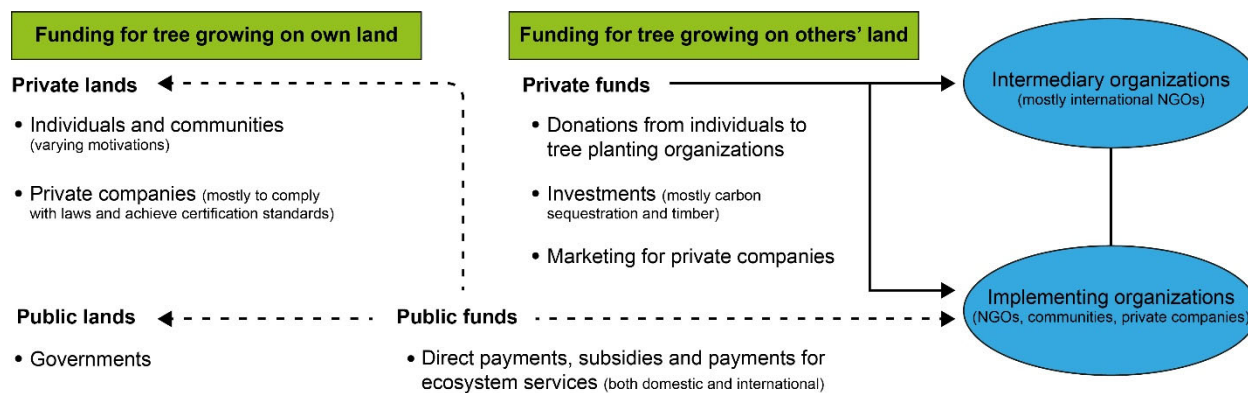 Funding for tree growing on own land
Private lands
• Individuals and communities
(varying motivations)
• Private companies (mostly to comply
with laws and achieve certification standards)
Public lands
• Governments
Funding for tree growing on others’ land
Private funds
• Donations from individuals to
tree planting organizations
• Investments (mostly carbon
sequestration and timber)
• Marketing for private companies
Public funds
• Direct payments, subsidies and payments for
ecosystem services (both domestic and international)
Intermediary organizations
(mostly international NGOs)
Implementing organizations
(NGOs, communities, private companies)